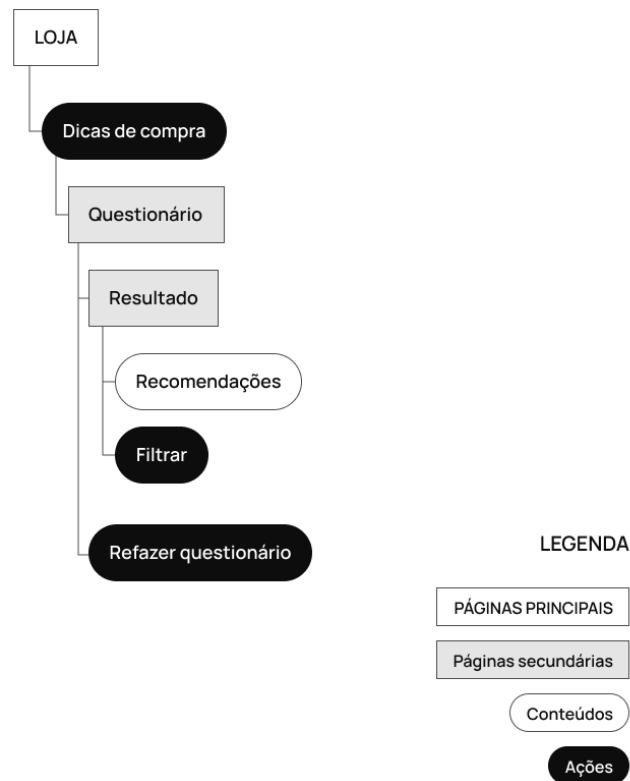 LOJA
Dicas de compra
Questionário
Resultado
Recomendações
Filtrar
Refazer questionário
LEGENDA
PÁGINAS PRINCIPAIS
Páginas secundárias
Conteúdos
Ações